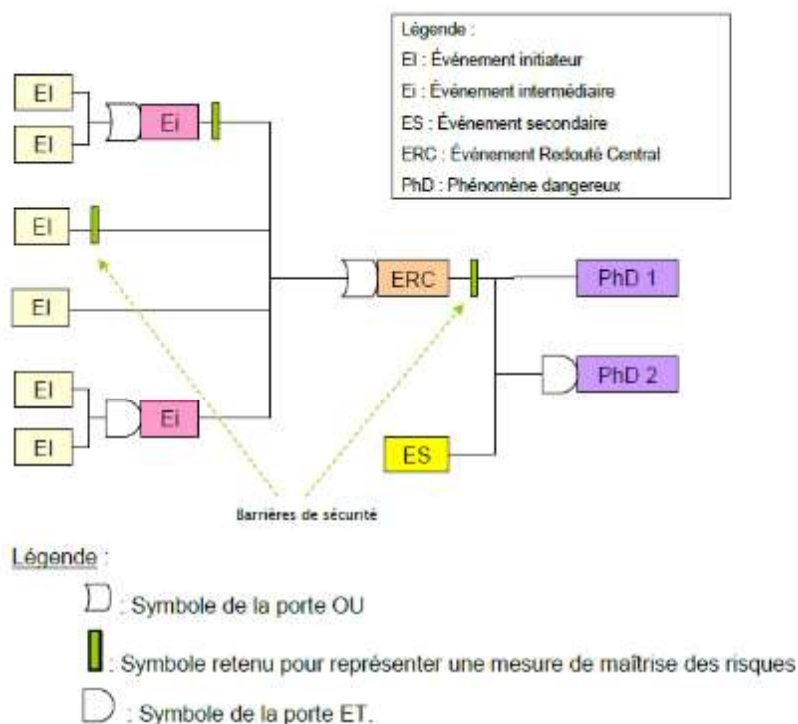 Légende :
EI : Événement initiateur
Ei : Événement intermédiaire
ES : Événement secondaire
ERC : Événement Redouté Central
PhD : Phénomène dangereux
EI
EI
Ei
EI
EI
ERC
PhD 1
PhD 2
EI
EI
Ei
ES
Barrières de sécurité
Légende :
: Symbole de la porte OU
: Symbole retenu pour représenter une mesure de maîtrise des risques
: Symbole de la porte ET.